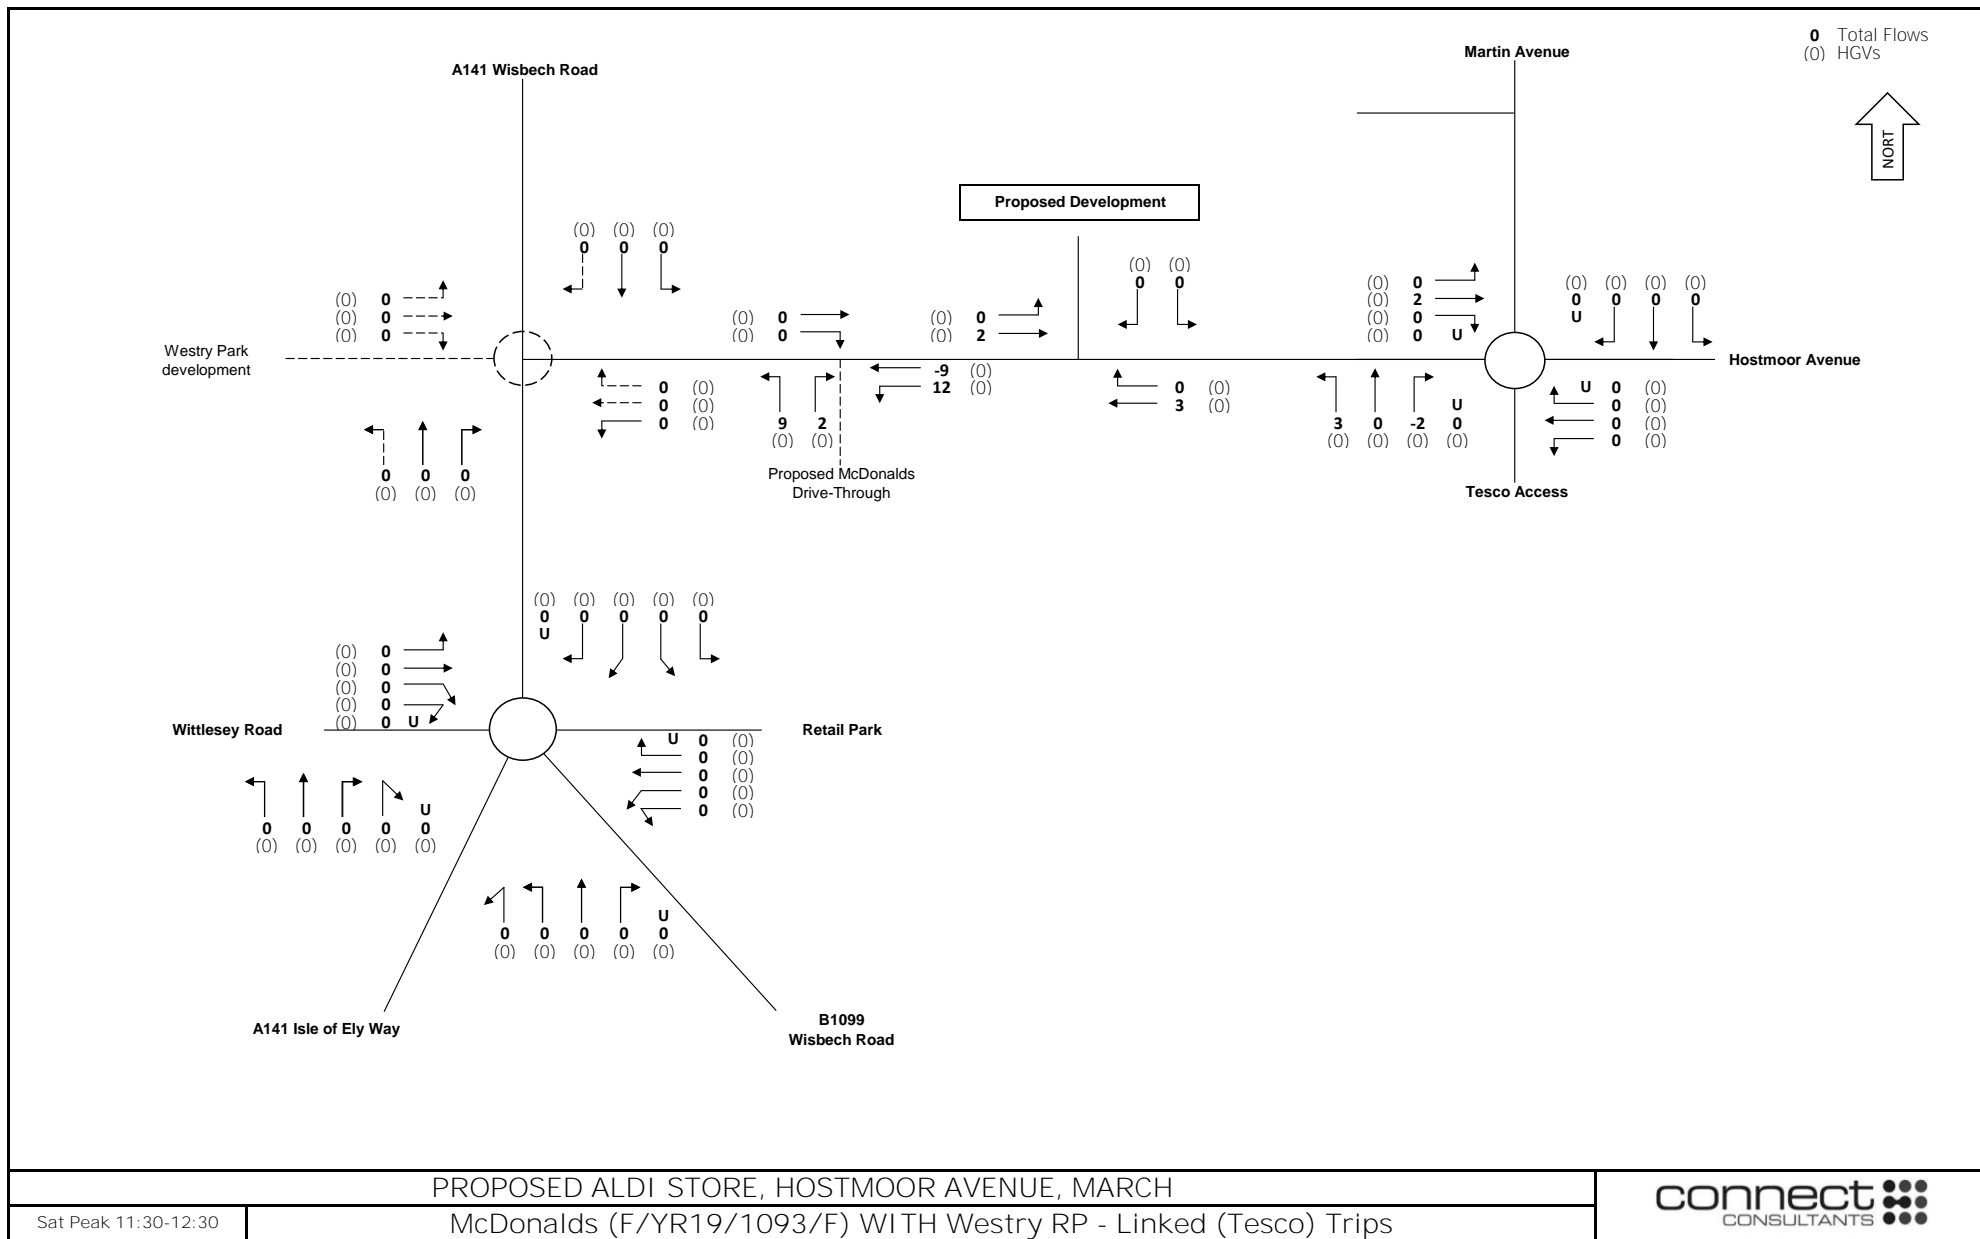 0 Total Flows
(0) HGVs
NORT
A141 Wisbech Road
Martin Avenue
Proposed Development
(0) (0) (0)
0 0 0
(0) 0
(0) 0
(0) 0
Westry Park
development
(0) 0
(0) 0
(0) 0
(0) 2
(0) (0)
0 0
(0) 0
(0) 2
(0) 0
(0) 0 U
(0) (0) (0) (0)
0 0 0 0
U
Hostmoor Avenue
0 (0)
0 (0)
0 (0)
9 2
(0) (0)
-9 (0)
12 (0)
0 (0)
3 (0)
U
3 0 -2 0
(0) (0) (0) (0)
U 0 (0)
0 (0)
0 (0)
0 (0)
0 0 0
(0) (0) (0)
Proposed McDonalds
Drive-Through
Tesco Access
(0) (0) (0) (0) (0)
0 0 0 0 0
U
(0) 0
(0) 0
(0) 0
(0) 0
(0) 0 U
Wittlesey Road
Retail Park
U 0 (0)
0 (0)
0 (0)
0 (0)
0 (0)
U
0 0 0 0 0
(0) (0) (0) (0) (0)
U
0 0 0 0 0
(0) (0) (0) (0) (0)
A141 Isle of Ely Way
B1099
Wisbech Road
PROPOSED ALDI STORE, HOSTMOOR AVENUE, MARCH
Sat Peak 11:30-12:30
McDonalds (F/YR19/1093/F) WITH Westry RP - Linked (Tesco) Trips
connect
CONSULTANTS